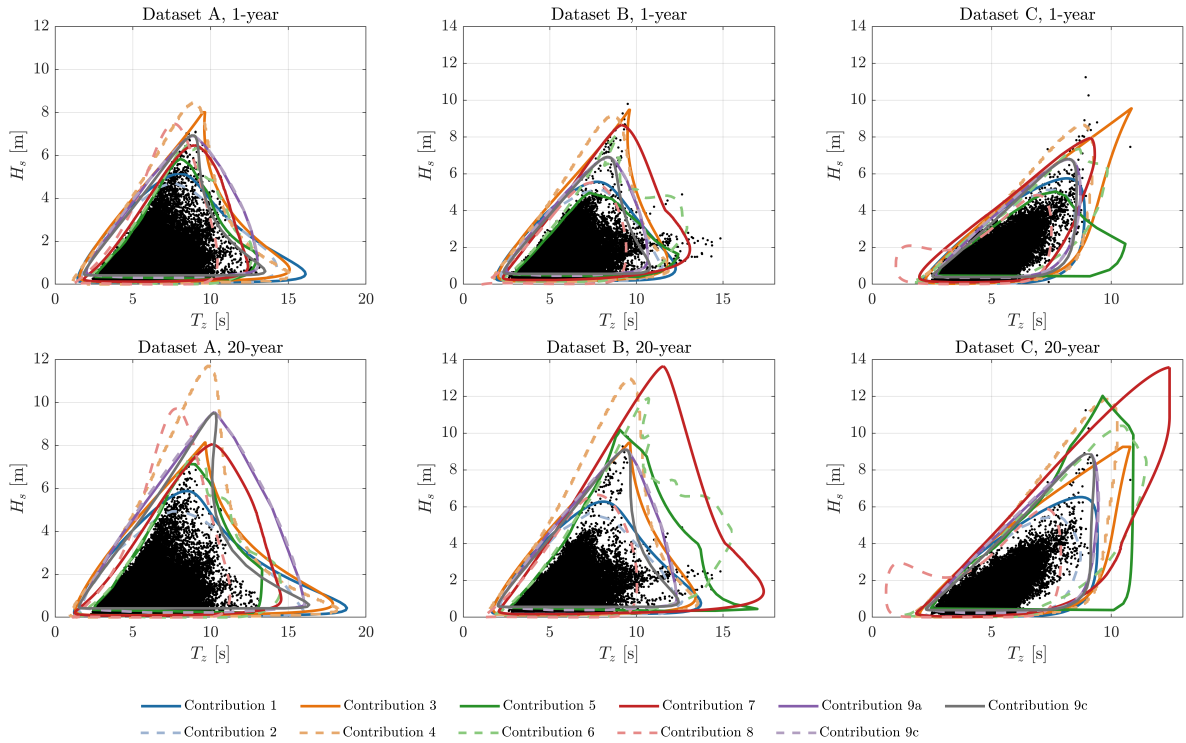 Dataset A, 1-year
Dataset B, 1-year
Dataset C, 1-year
12
10
8
6
4
2
0
H_s [m]
0 5 10 15 20
T_z [s]
14
12
10
8
6
4
2
0
H_s [m]
0 5 10 15
T_z [s]
14
12
10
8
6
4
2
0
H_s [m]
0 5 10
T_z [s]
Dataset A, 20-year
Dataset B, 20-year
Dataset C, 20-year
12
10
8
6
4
2
0
H_s [m]
0 5 10 15 20
T_z [s]
14
12
10
8
6
4
2
0
H_s [m]
0 5 10 15
T_z [s]
14
12
10
8
6
4
2
0
H_s [m]
0 5 10
T_z [s]
Contribution 1 Contribution 3 Contribution 5 Contribution 7 Contribution 9a Contribution 9c
Contribution 2 Contribution 4 Contribution 6 Contribution 8 Contribution 9c